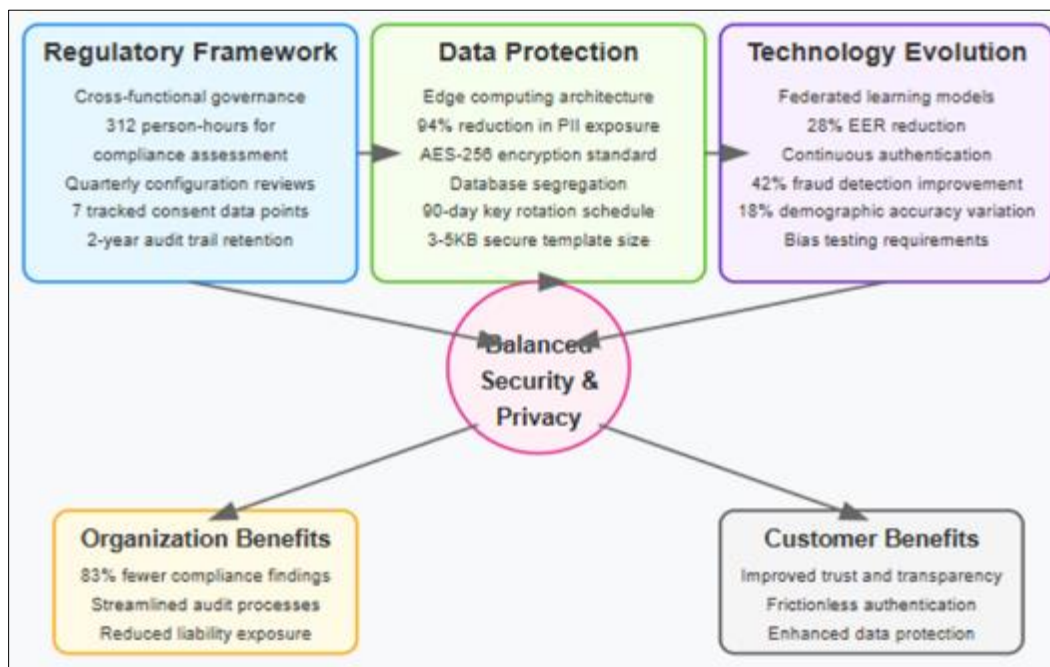 Regulatory Framework
Cross-functional governance
312 person-hours for
compliance assessment
Quarterly configuration reviews
7 tracked consent data points
2-year audit trail retention
Data Protection
Edge computing architecture
94% reduction in PII exposure
AES-256 encryption standard
Database segregation
90-day key rotation schedule
3-5KB secure template size
Technology Evolution
Federated learning models
28% EER reduction
Continuous authentication
42% fraud detection improvement
18% demographic accuracy variation
Bias testing requirements
Balanced
Security &
Privacy
Organization Benefits
83% fewer compliance findings
Streamlined audit processes
Reduced liability exposure
Customer Benefits
Improved trust and transparency
Frictionless authentication
Enhanced data protection